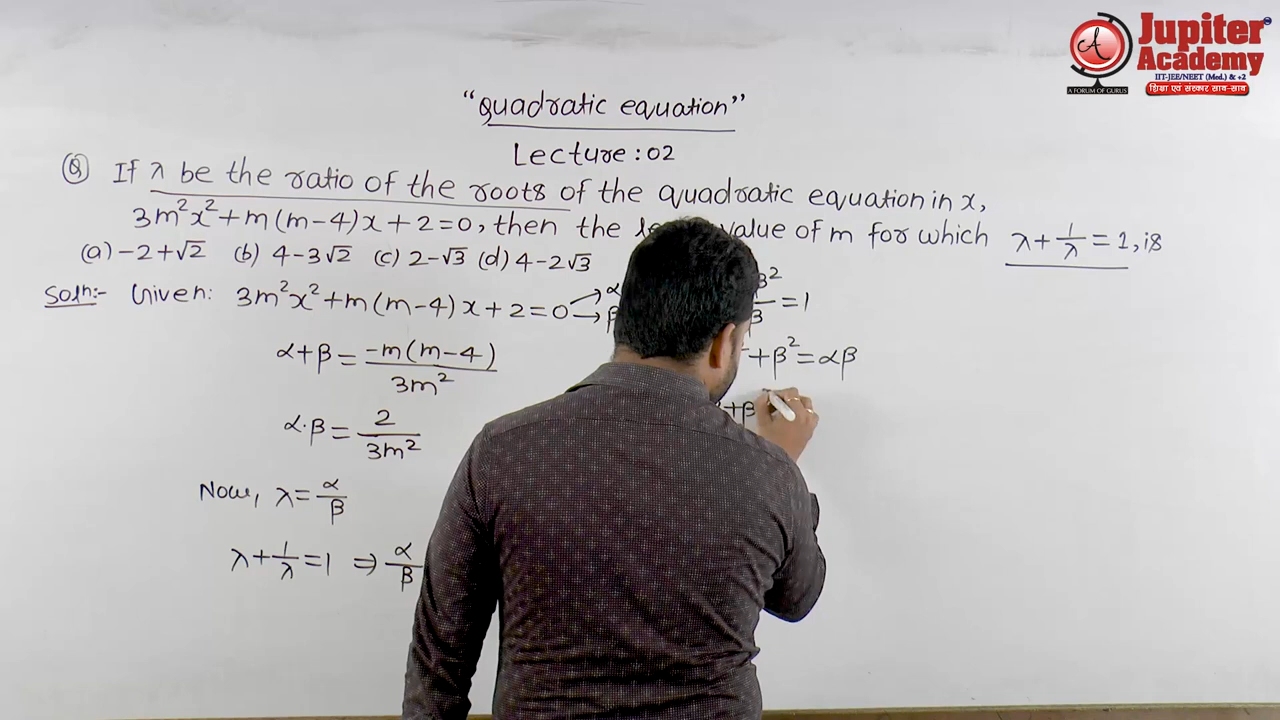 Jupiter
Academy
IIT-JEE/NEET (Med.) & +2
A FORUM OF GURUS
शिक्षा एवं संस्कार साथ-साथ
"Quadratic equation"
Lecture: 02
Q If λ be the ratio of the roots of the quadratic equation in x,
3m²x²+m(m-4)x+2=0, then the value of m for which λ+1/λ=1, is
(a) -2+√2 (b) 4-3√2 (c) 2-√3 (d) 4-2√3
Soln:- Given: 3m²x²+m(m-4)x+2=0 → α → β
β²/β=1
α+β = -m(m-4)/3m²
+β²=αβ
α·β = 2/3m²
+β
Now, λ=α/β
λ+1/λ=1 ⇒ α/β